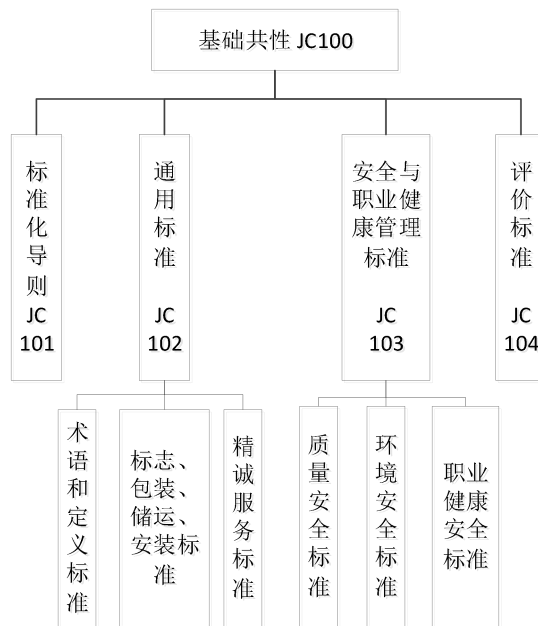 基础共性 JC100
标准化导则
JC
101
通用标准
JC
102
安全与
职业健
康管理
标准
JC
103
评价标准
JC
104
术语和定义标准
标志、
包装、
储运、
安装标
准
精诚服务标准
质量安全标准
环境安全标准
职业
健康
安全
标准